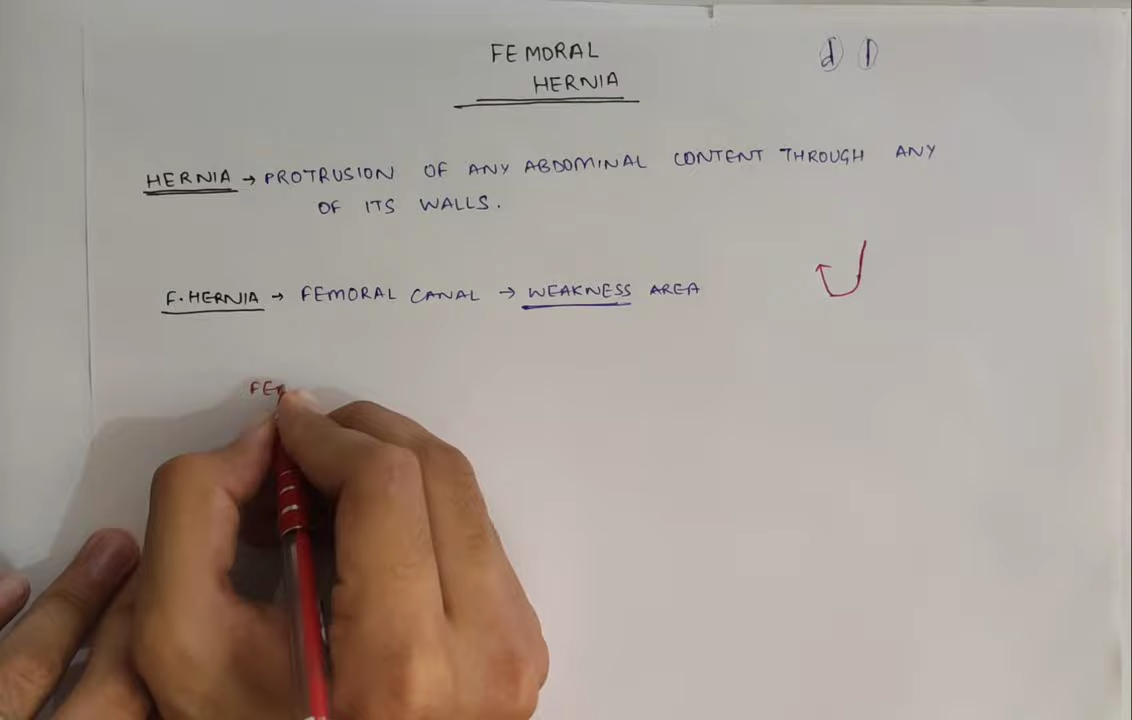 FEMORAL
HERNIA
HERNIA → PROTRUSION OF ANY ABDOMINAL CONTENT THROUGH ANY
OF ITS WALLS.
F. HERNIA → FEMORAL CANAL → WEAKNESS AREA